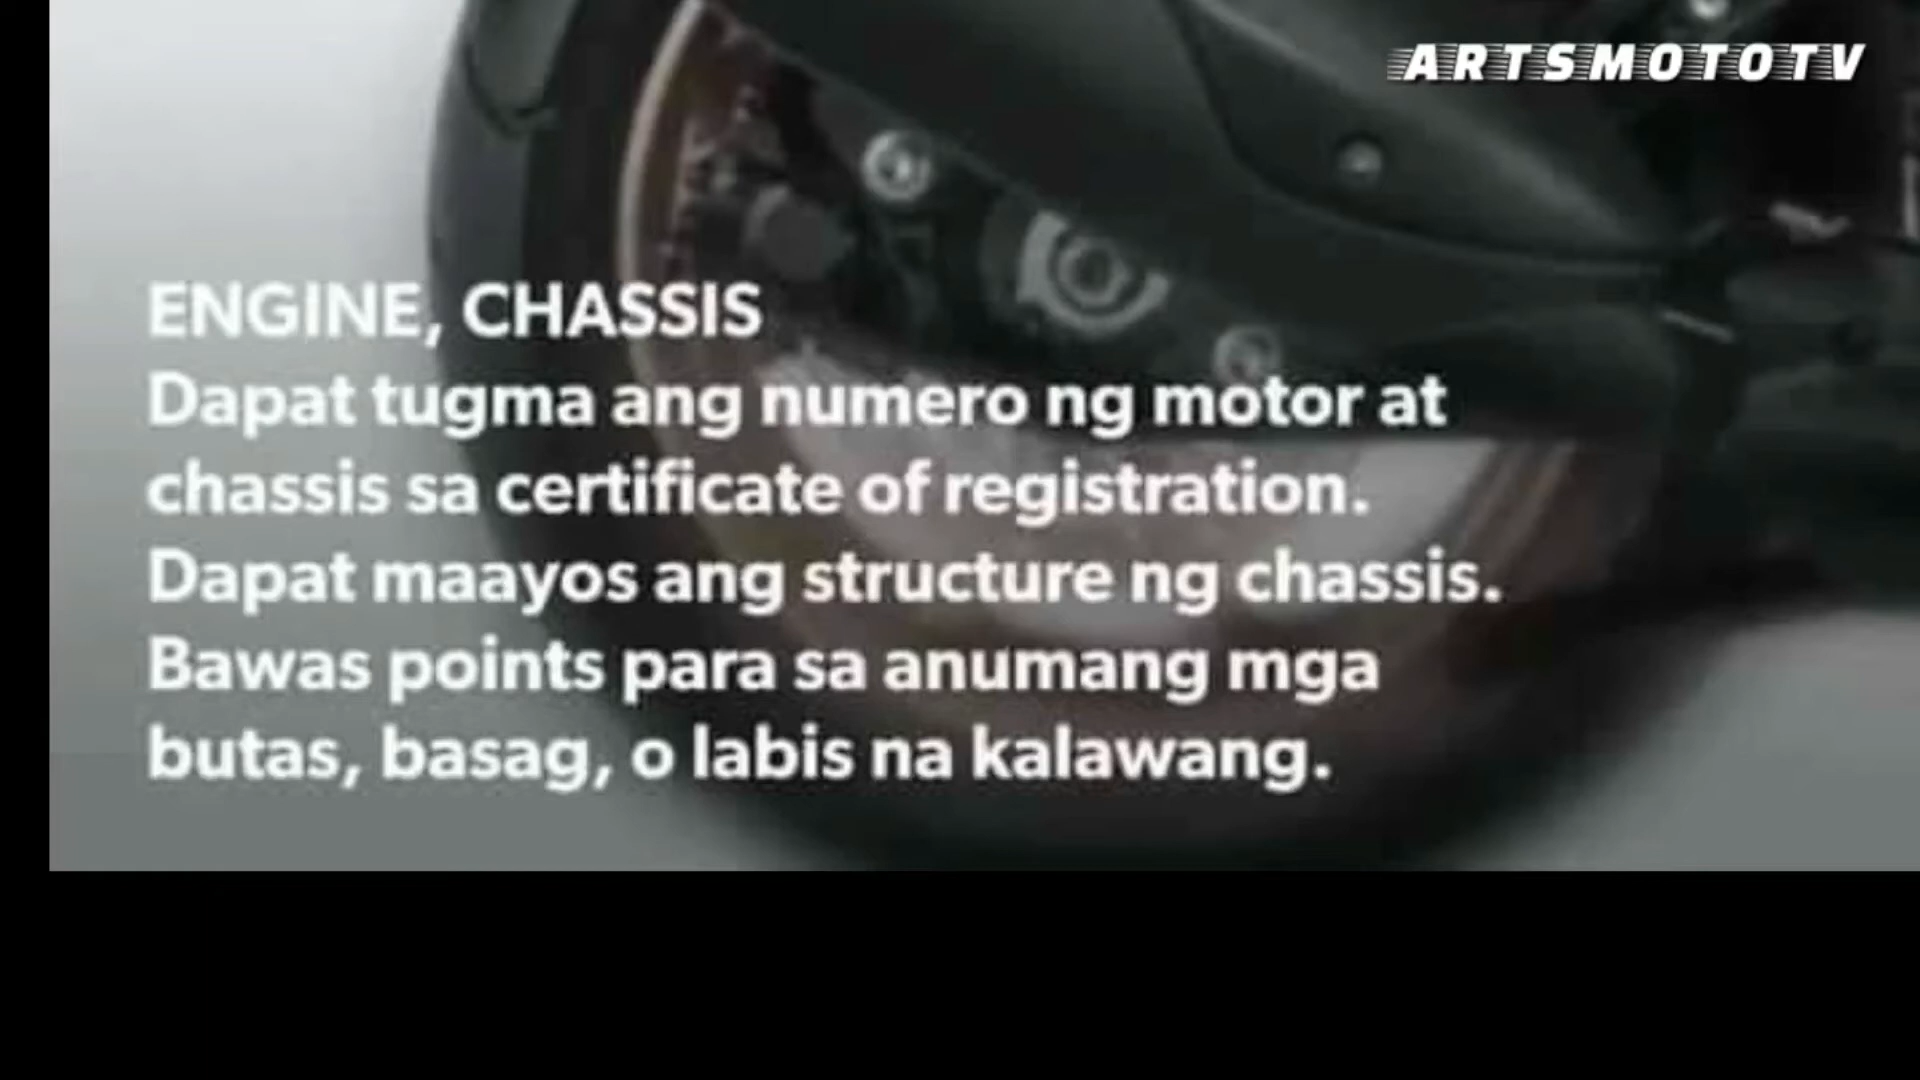 ARTSMOTOTV
ENGINE, CHASSIS
Dapat tugma ang numero ng motor at
chassis sa certificate of registration.
Dapat maayos ang structure ng chassis.
Bawas points para sa anumang mga
butas, basag, o labis na kalawang.